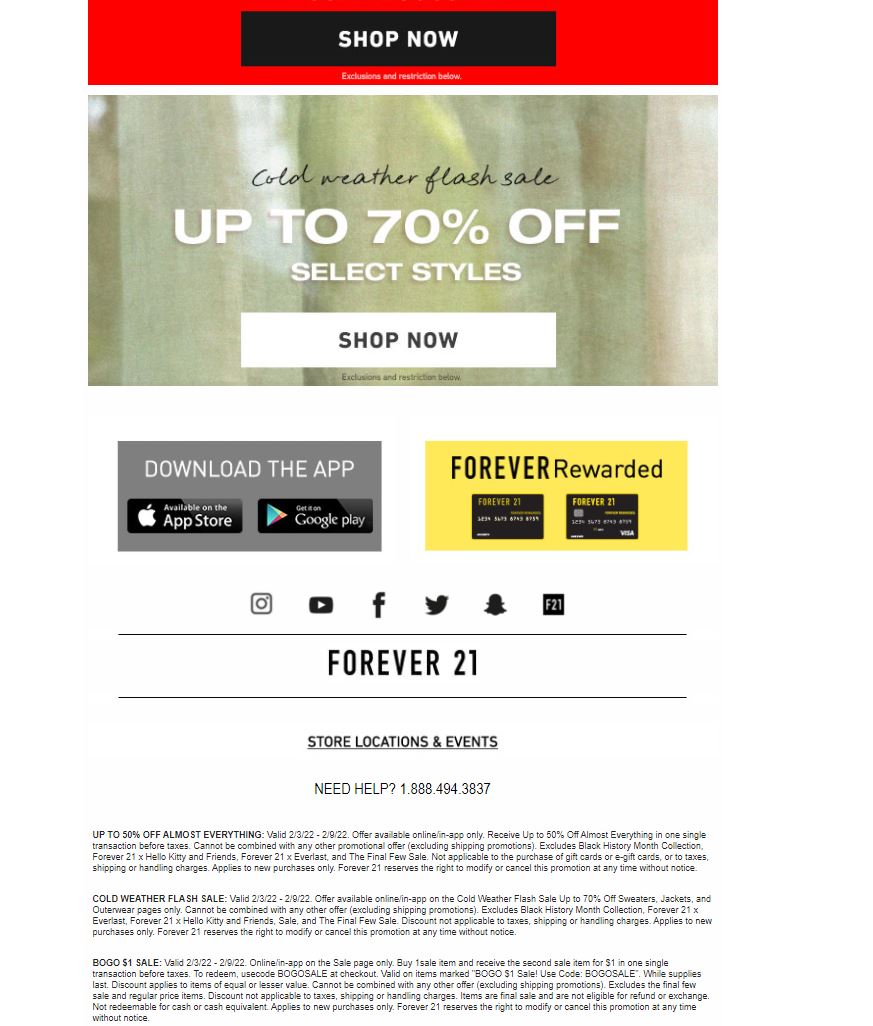 SHOP NOW
Exclusions and restriction below.
Cold weather flash sale
UP TO 70% OFF
SELECT STYLES
SHOP NOW
Exclusions and restriction below.
DOWNLOAD THE APP
Available on the
App Store
Get it on
Google play
FOREVER Rewarded
FOREVER 21
FOREVER 21
VISA
F21
FOREVER 21
STORE LOCATIONS & EVENTS
NEED HELP? 1.888.494.3837
UP TO 50% OFF ALMOST EVERYTHING: Valid 2/3/22 - 2/9/22. Offer available online/in-app only. Receive Up to 50% Off Almost Everything in one single
transaction before taxes. Cannot be combined with any other promotional offer (excluding shipping promotions). Excludes Black History Month Collection,
Forever 21 x Hello Kitty and Friends, Forever 21 x Everlast, and The Final Few Sale. Not applicable to the purchase of gift cards or e-gift cards, or to taxes,
shipping or handling charges. Applies to new purchases only. Forever 21 reserves the right to modify or cancel this promotion at any time without notice.
COLD WEATHER FLASH SALE: Valid 2/3/22 - 2/9/22. Offer available online/in-app on the Cold Weather Flash Sale Up to 70% Off Sweaters, Jackets, and
Outerwear pages only. Cannot be combined with any other offer (excluding shipping promotions). Excludes Black History Month Collection, Forever 21 x
Everlast, Forever 21 x Hello Kitty and Friends, Sale, and The Final Few Sale. Discount not applicable to taxes, shipping or handling charges. Applies to new
purchases only. Forever 21 reserves the right to modify or cancel this promotion at any time without notice.
BOGO $1 SALE: Valid 2/3/22 - 2/9/22. Online/in-app on the Sale page only. Buy 1sale item and receive the second sale item for $1 in one single
transaction before taxes. To redeem, usecode BOGOSALE at checkout. Valid on items marked "BOGO $1 Sale! Use Code: BOGOSALE". While supplies
last. Discount applies to items of equal or lesser value. Cannot be combined with any other offer (excluding shipping promotions). Excludes the final few
sale and regular price items. Discount not applicable to taxes, shipping or handling charges. Items are final sale and are not eligible for refund or exchange.
Not redeemable for cash or cash equivalent. Applies to new purchases only. Forever 21 reserves the right to modify or cancel this promotion at any time
without notice.